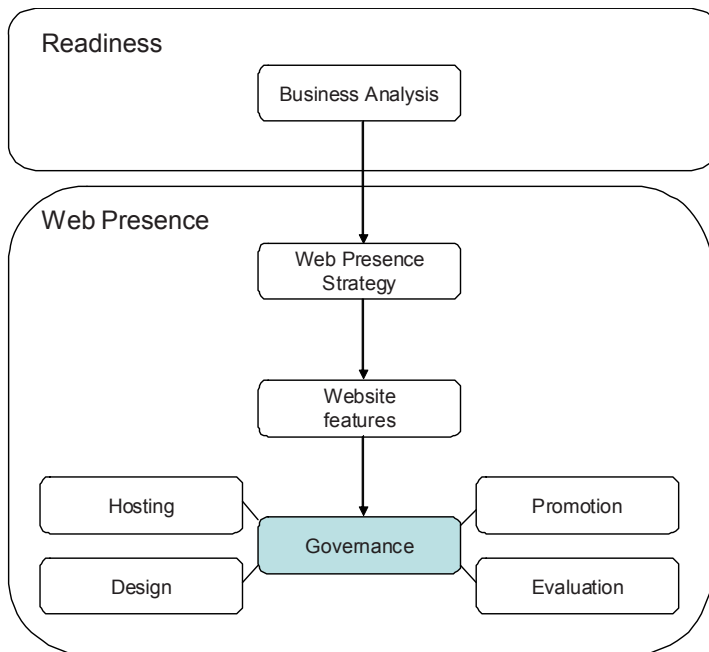 Readiness
Business Analysis
Web Presence
Web Presence
Strategy
Website
features
Hosting
Promotion
Governance
Design
Evaluation